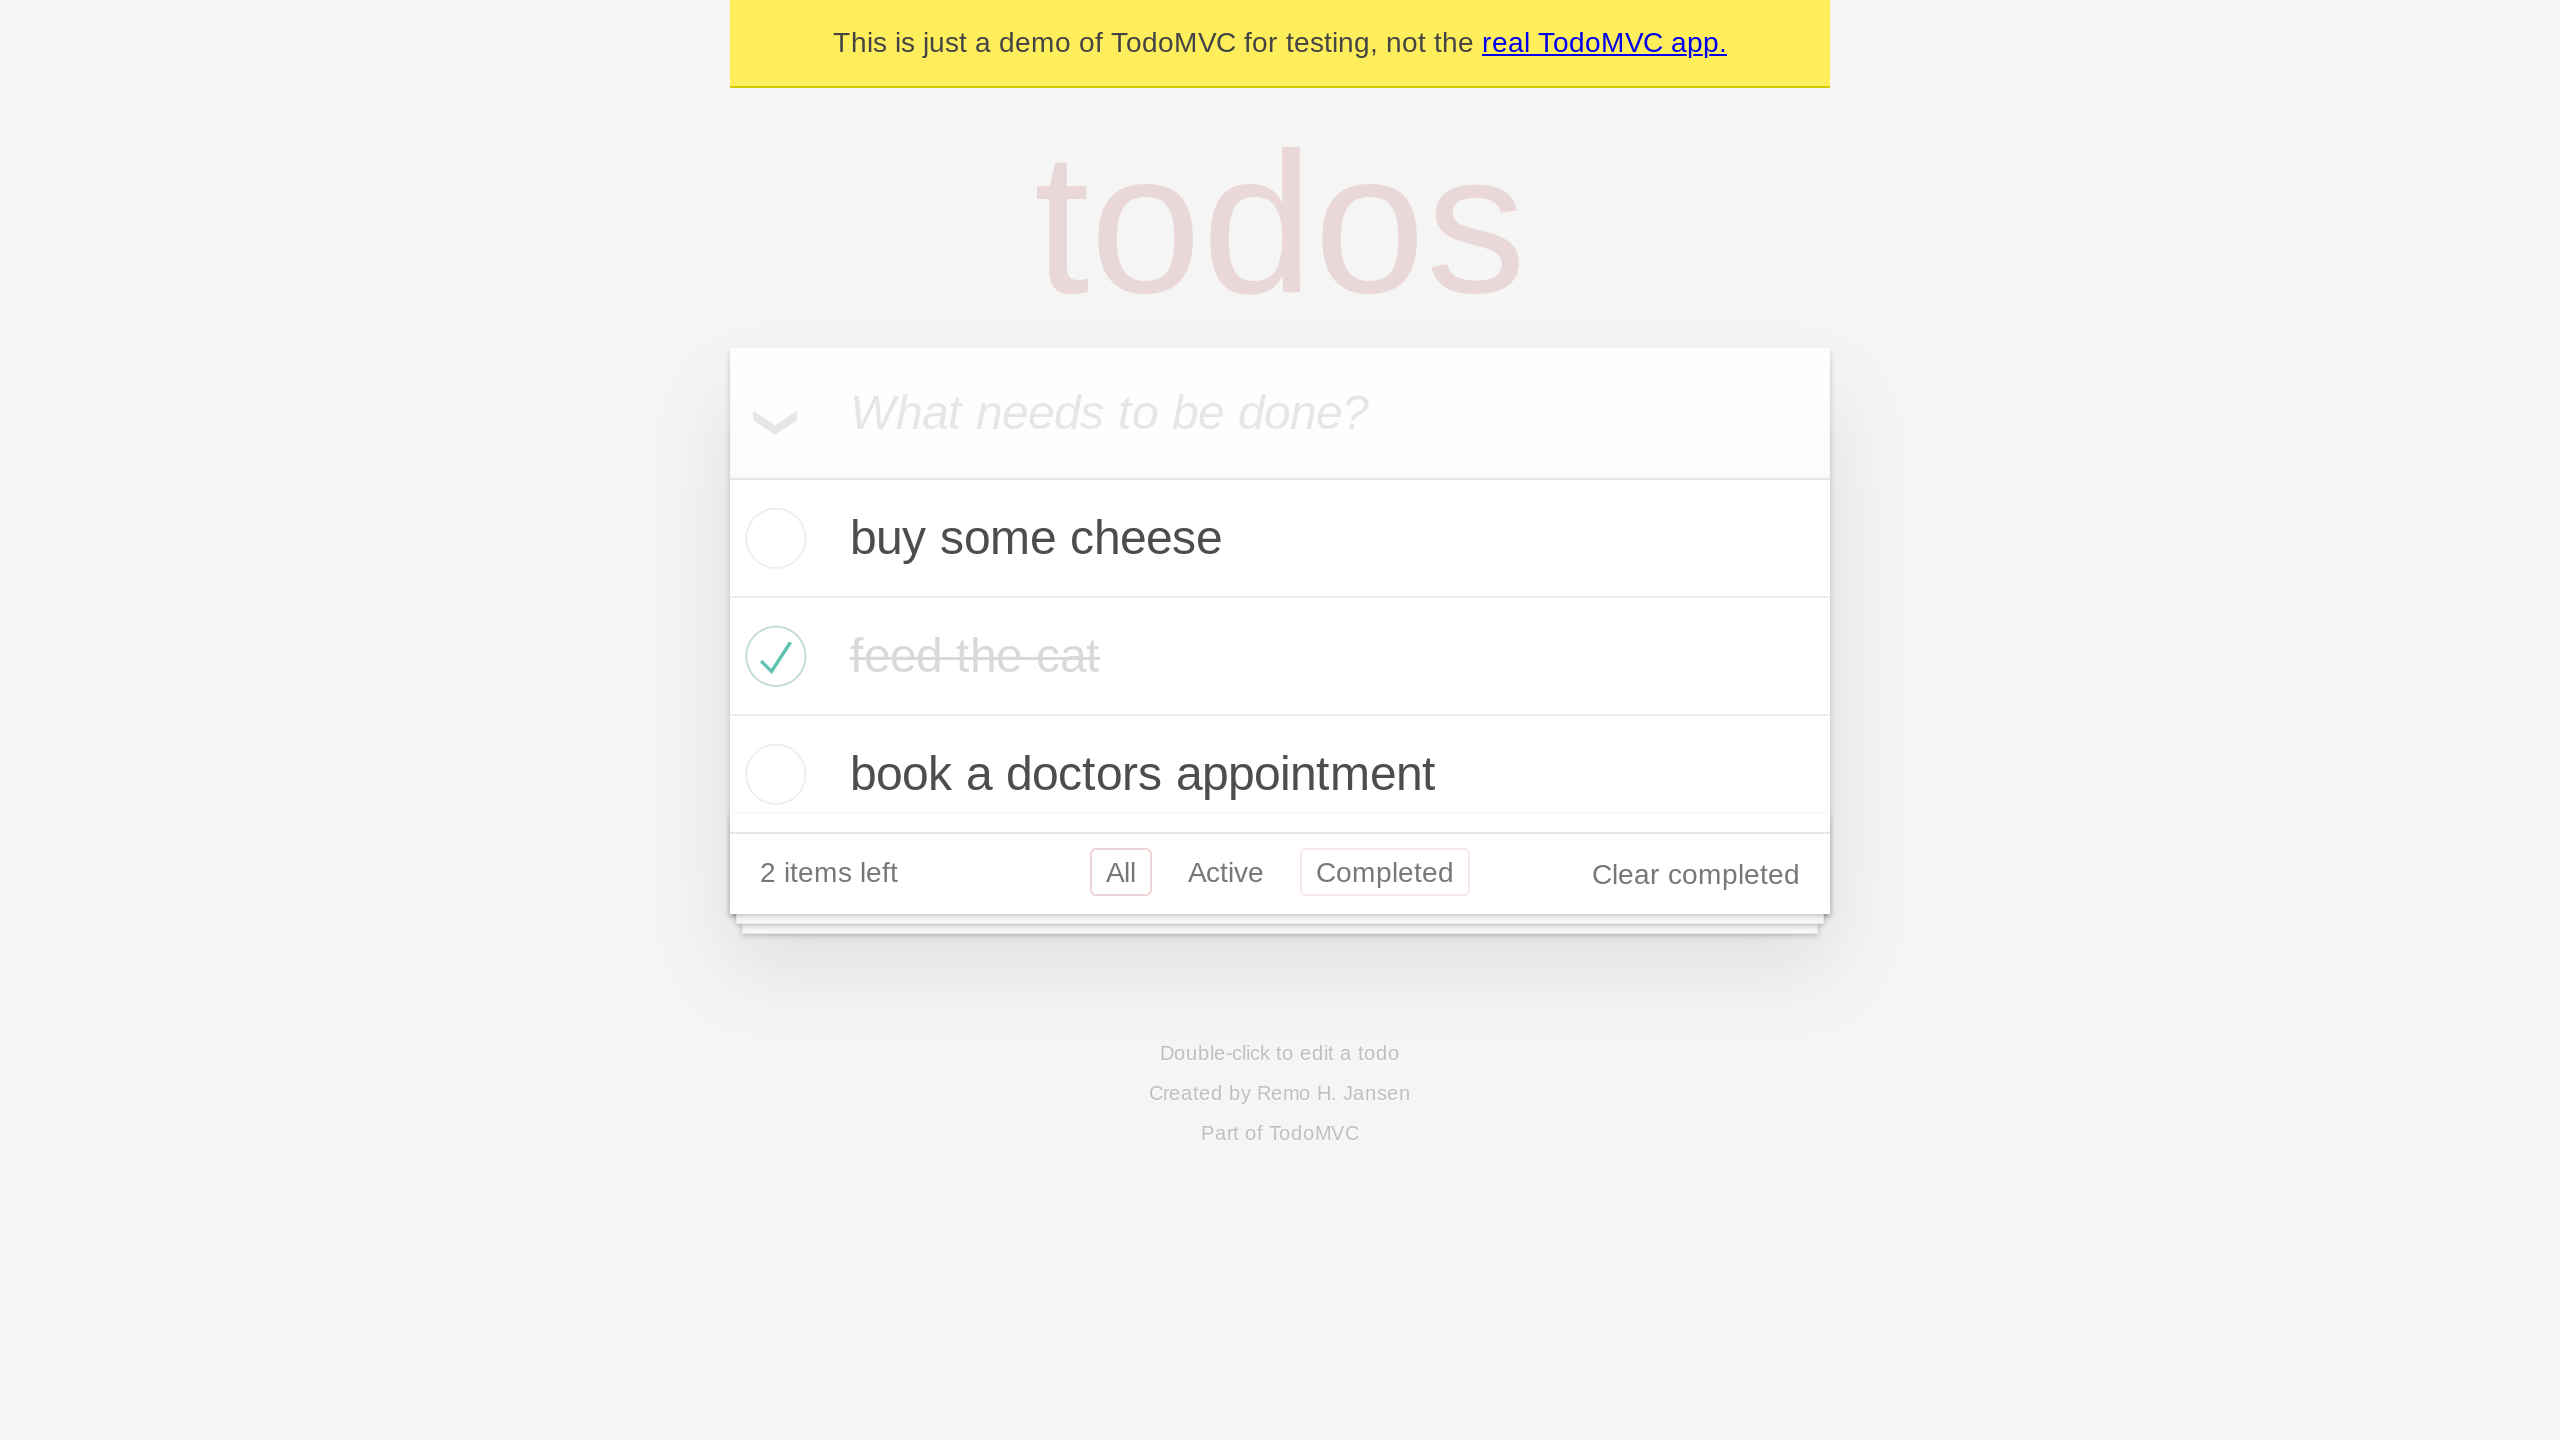 This is just a demo of TodoMVC for testing, not the real TodoMVC app.
todos
What needs to be done?
buy some cheese
feed the cat
book a doctors appointment
2 items left All Active Completed Clear completed
Double-click to edit a todo
Created by Remo H. Jansen
Part of TodoMVC